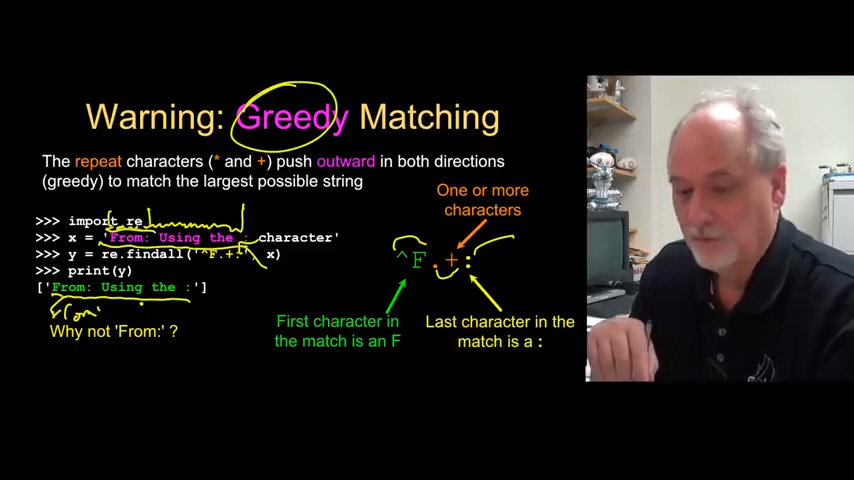 Warning: Greedy Matching
The repeat characters (* and +) push outward in both directions
(greedy) to match the largest possible string
One or more
characters
>>> import re
>>> x = 'From: Using the : character'
>>> y = re.findall('^F.+:', x)
>>> print(y)
['From: Using the :']
^F.+:
First character in
the match is an F
Last character in the
match is a :
Why not 'From:' ?